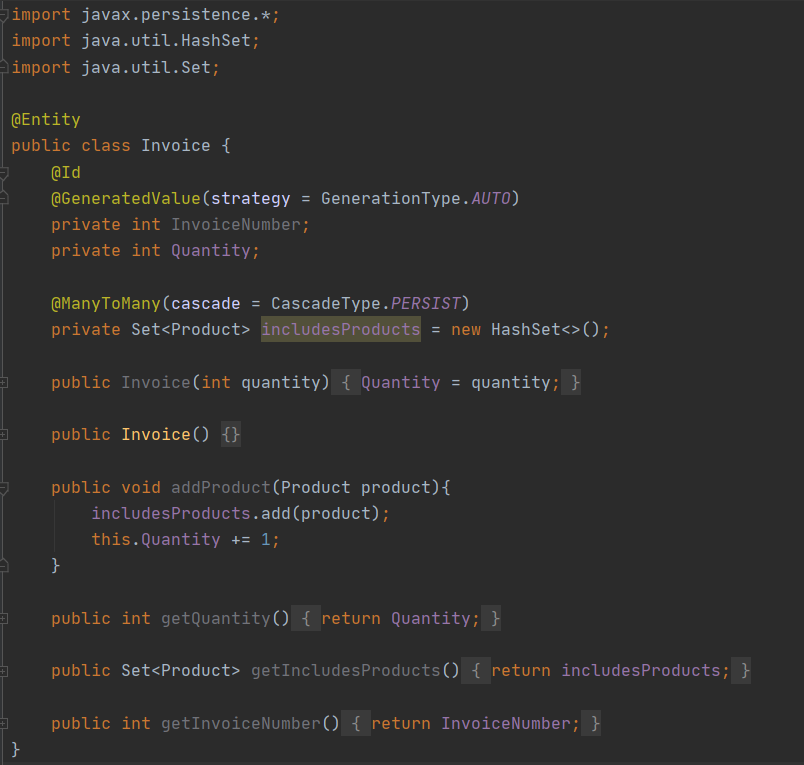 import javax.persistence.*;
import java.util.HashSet;
import java.util.Set;
@Entity
public class Invoice {
@Id
@GeneratedValue(strategy = GenerationType.AUTO)
private int InvoiceNumber;
private int Quantity;
@ManyToMany(cascade = CascadeType.PERSIST)
private Set<Product> includesProducts = new HashSet<>();
public Invoice(int quantity) { Quantity = quantity; }
public Invoice() {}
public void addProduct(Product product){
includesProducts.add(product);
this.Quantity += 1;
}
public int getQuantity() { return Quantity; }
public Set<Product> getIncludesProducts() { return includesProducts; }
public int getInvoiceNumber() { return InvoiceNumber; }
}